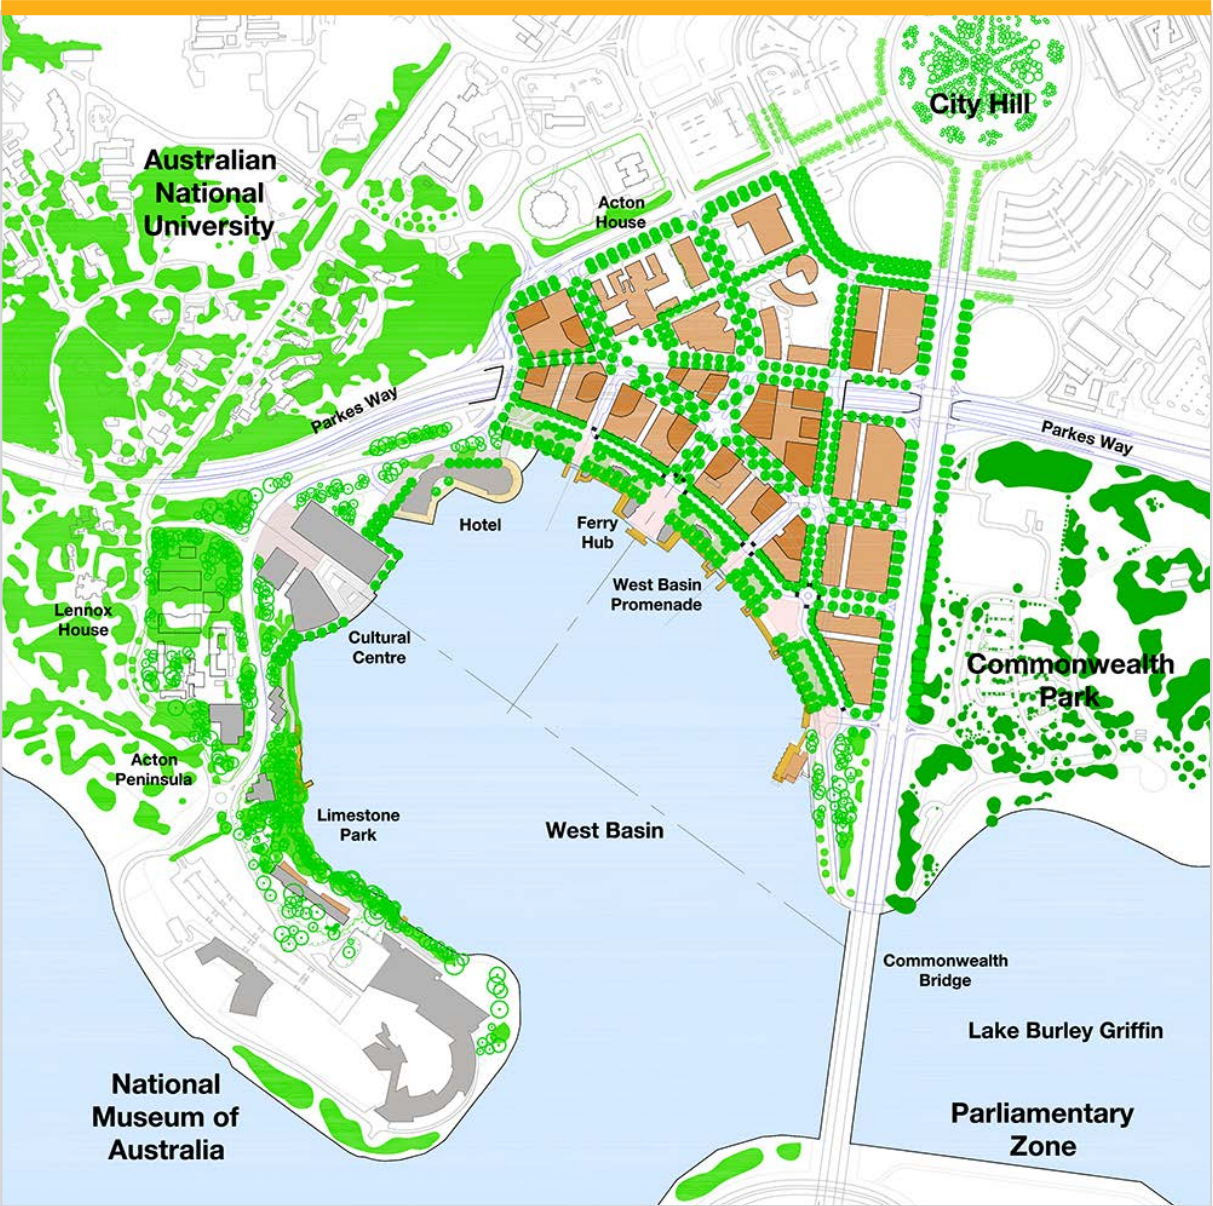 City Hill
Australian
National
University
Acton
House
Parkes Way
Parkes Way
Hotel
Ferry
Hub
West Basin
Promenade
Lennox
House
Cultural
Centre
Commonwealth
Park
Acton
Peninsula
Limestone
Park
West Basin
Commonwealth
Bridge
Lake Burley Griffin
National
Museum of
Australia
Parliamentary
Zone